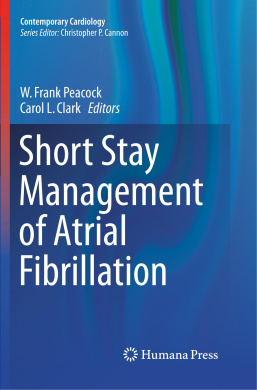 Contemporary Cardiology
Series Editor: Christopher P. Cannon
W. Frank Peacock
Carol L. Clark Editors
Short Stay
Management
of Atrial
Fibrillation
Humana Press